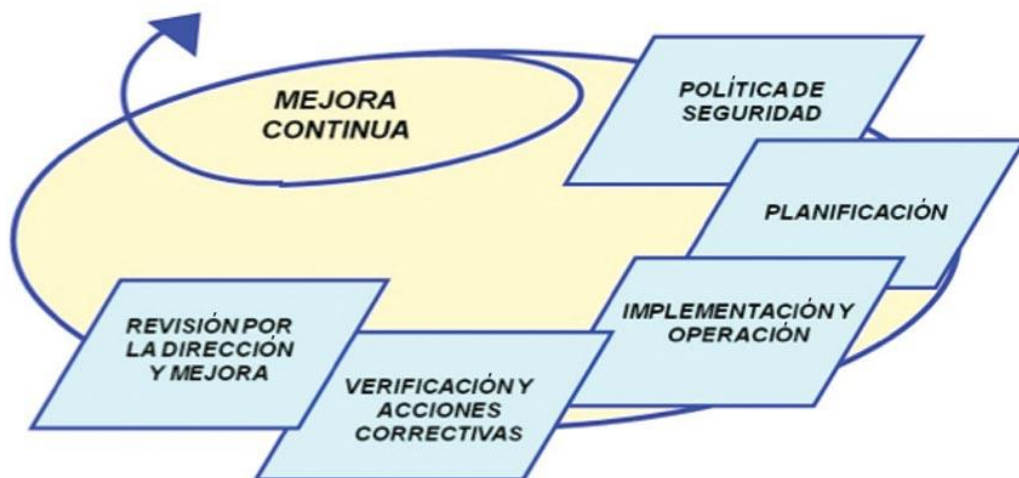 MEJORA
CONTINUA
POLÍTICA DE
SEGURIDAD
PLANIFICACIÓN
IMPLEMENTACIÓN Y
OPERACIÓN
VERIFICACIÓN Y
ACCIONES
CORRECTIVAS
REVISIÓN POR
LA DIRECCIÓN
Y MEJORA